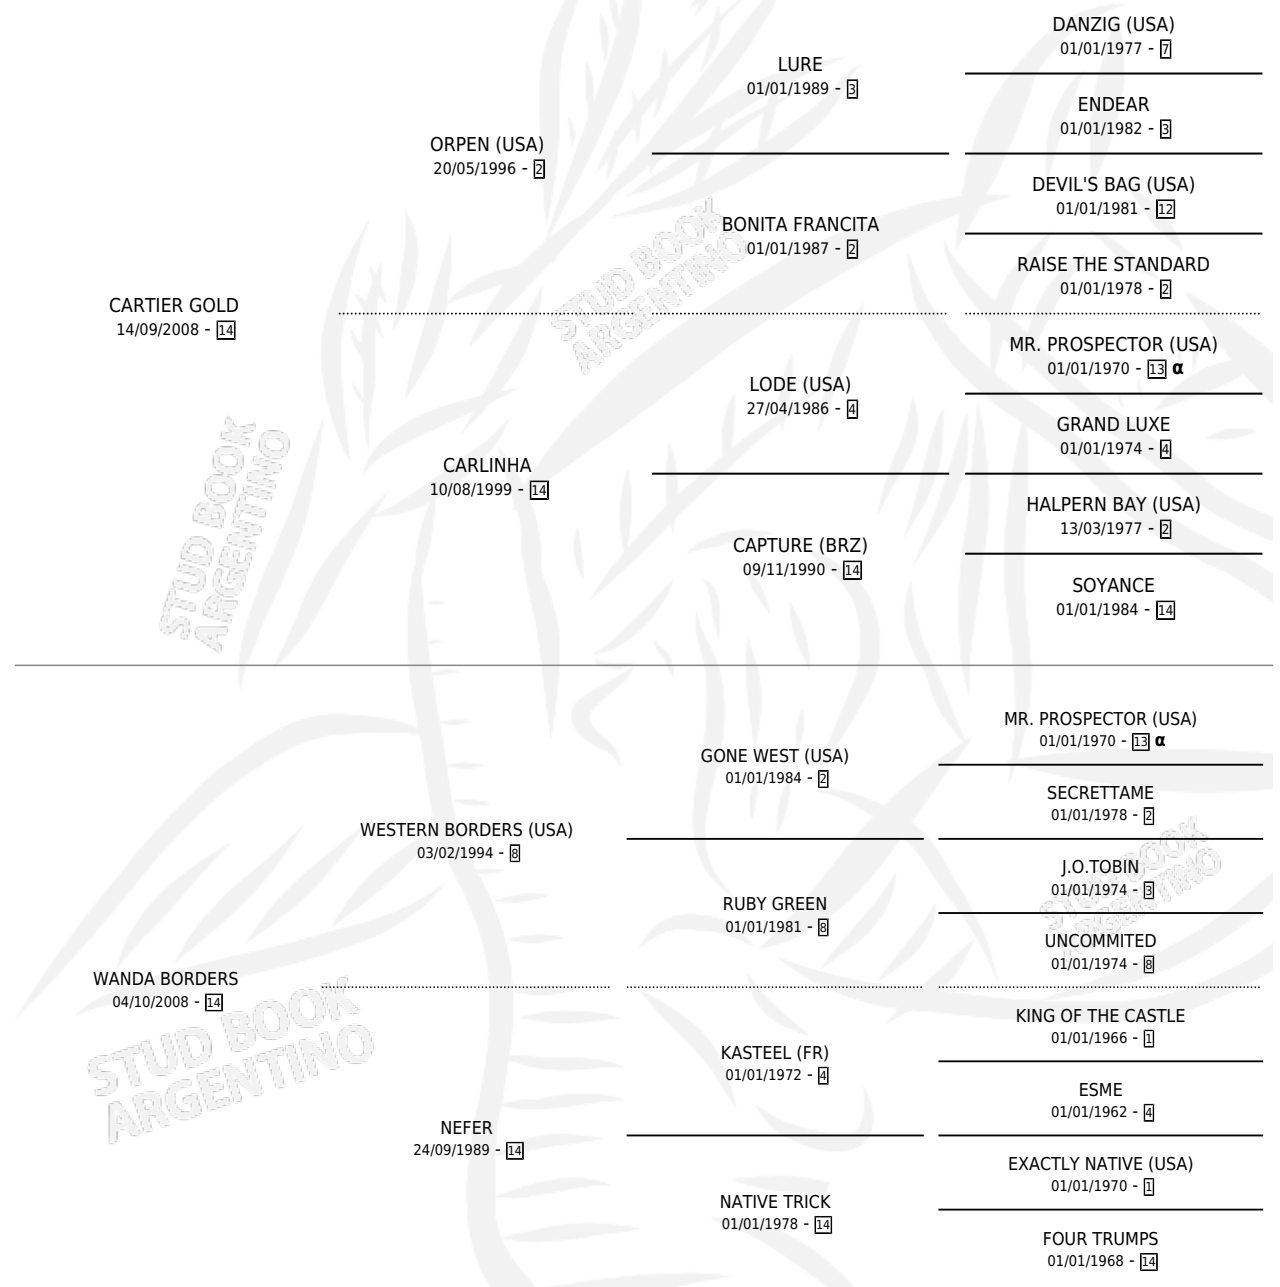 DANZIG (USA)
01/01/1977 - 7
LURE
01/01/1989 - 3
ENDEAR
01/01/1982 - 3
ORPEN (USA)
20/05/1996 - 2
DEVIL'S BAG (USA)
01/01/1981 - 12
BONITA FRANCITA
01/01/1987 - 2
RAISE THE STANDARD
01/01/1978 - 2
CARTIER GOLD
14/09/2008 - 14
MR. PROSPECTOR (USA)
01/01/1970 - 13 α
LODE (USA)
27/04/1986 - 4
GRAND LUXE
01/01/1974 - 4
CARLINHA
10/08/1999 - 14
HALPERN BAY (USA)
13/03/1977 - 2
CAPTURE (BRZ)
09/11/1990 - 14
SOYANCE
01/01/1984 - 14
MR. PROSPECTOR (USA)
01/01/1970 - 13 α
GONE WEST (USA)
01/01/1984 - 2
SECRETTAME
01/01/1978 - 2
WESTERN BORDERS (USA)
03/02/1994 - 8
J.O.TOBIN
01/01/1974 - 3
RUBY GREEN
01/01/1981 - 8
UNCOMMITED
01/01/1974 - 8
WANDA BORDERS
04/10/2008 - 14
KING OF THE CASTLE
01/01/1966 - 1
KASTEEL (FR)
01/01/1972 - 4
ESME
01/01/1962 - 4
NEFER
24/09/1989 - 14
EXACTLY NATIVE (USA)
01/01/1970 - 1
NATIVE TRICK
01/01/1978 - 14
FOUR TRUMPS
01/01/1968 - 14
STUD BOOK
ARGENTINO
STUD BOOK
ARGENTINO
STUD BOOK
ARGENTINO
STUD BOOK
ARGENTINO